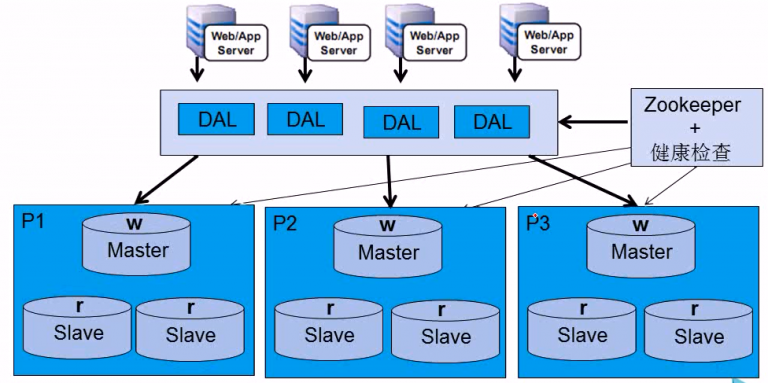 Web/App
Server
Web/App
Server
Web/App
Server
Web/App
Server
DAL
DAL
DAL
DAL
Zookeeper
+
健康检查
P1
w
Master
r
Slave
r
Slave
P2
w
Master
r
Slave
r
Slave
P3
w
Master
r
Slave
r
Slave